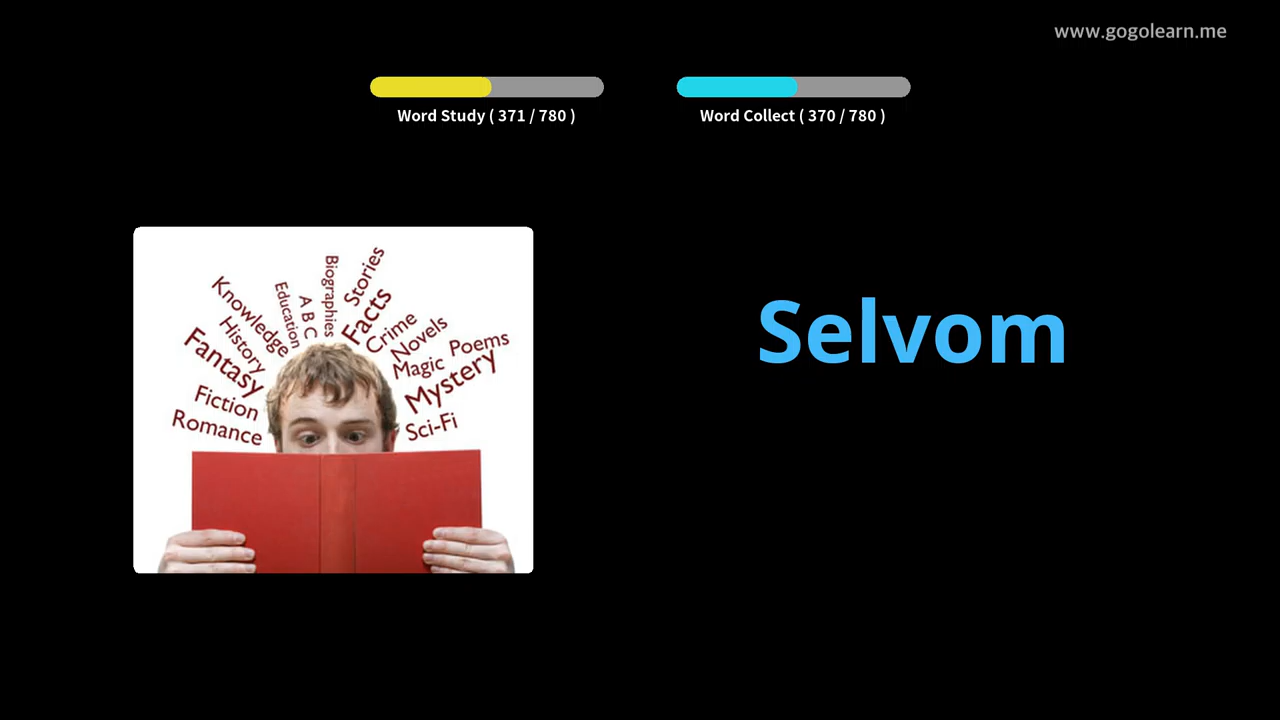 www.gogolearn.me
Word Study ( 371 / 780 )
Word Collect ( 370 / 780 )
Selvom
Biographies
Stories
Education
A B C
Facts
Knowledge
Crime
History
Novels
Fantasy
Magic
Poems
Mystery
Fiction
Romance
Sci-Fi